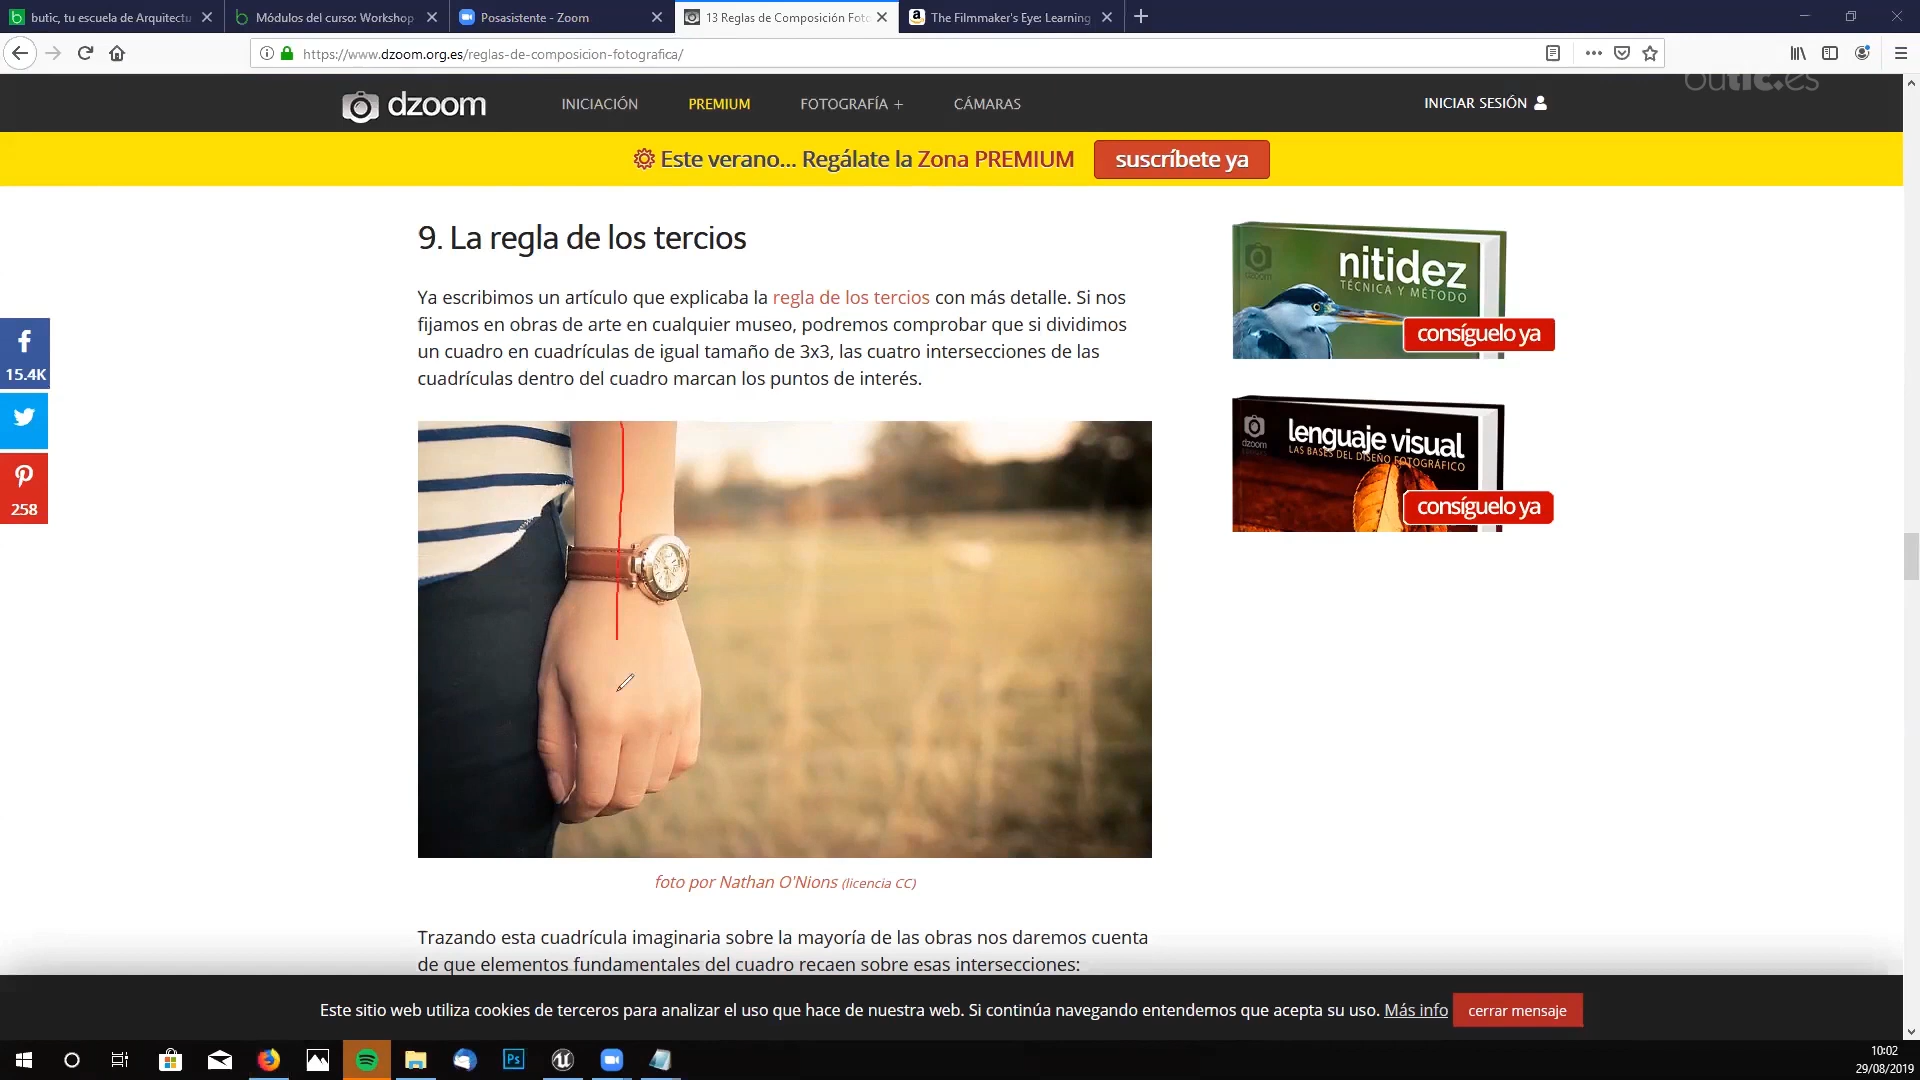 butic, tu escuela de Arquitectu
Módulos del curso: Workshop
Posasistente - Zoom
13 Reglas de Composición Foto
The Filmmaker's Eye: Learning
https://www.dzoom.org.es/reglas-de-composicion-fotografica/
butic.es
dzoom
INICIACIÓN
PREMIUM
FOTOGRAFÍA +
CÁMARAS
INICIAR SESIÓN
Este verano... Regálate la Zona PREMIUM
suscríbete ya
9. La regla de los tercios
Ya escribimos un artículo que explicaba la regla de los tercios con más detalle. Si nos
fijamos en obras de arte en cualquier museo, podremos comprobar que si dividimos
un cuadro en cuadrículas de igual tamaño de 3x3, las cuatro intersecciones de las
cuadrículas dentro del cuadro marcan los puntos de interés.
15.4K
258
nitidez
TÉCNICA Y MÉTODO
consíguelo ya
dzoom
lenguaje visual
LAS BASES DEL DISEÑO FOTOGRÁFICO
consíguelo ya
foto por Nathan O'Nions (licencia CC)
Trazando esta cuadrícula imaginaria sobre la mayoría de las obras nos daremos cuenta
de que elementos fundamentales del cuadro recaen sobre esas intersecciones:
Este sitio web utiliza cookies de terceros para analizar el uso que hace de nuestra web. Si continúa navegando entendemos que acepta su uso. Más info
cerrar mensaje
Ps
10:02
29/08/2019